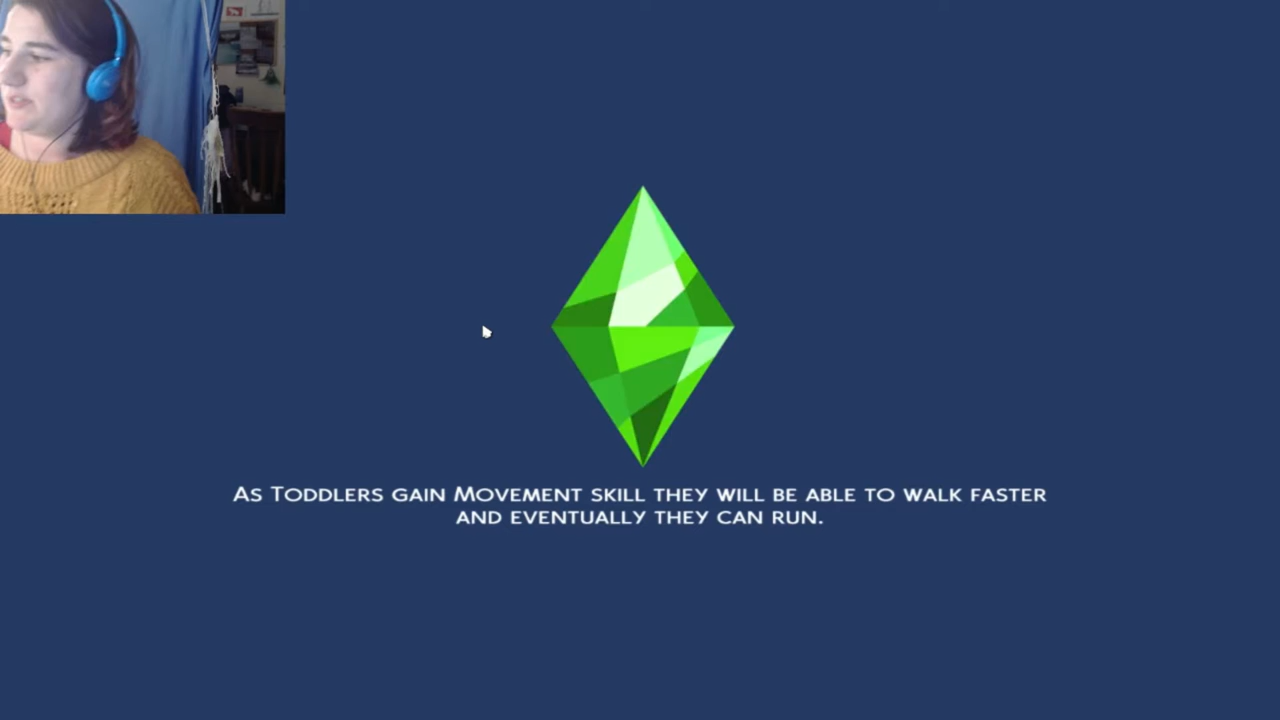 As Toddlers gain Movement skill they will be able to walk faster
and eventually they can run.